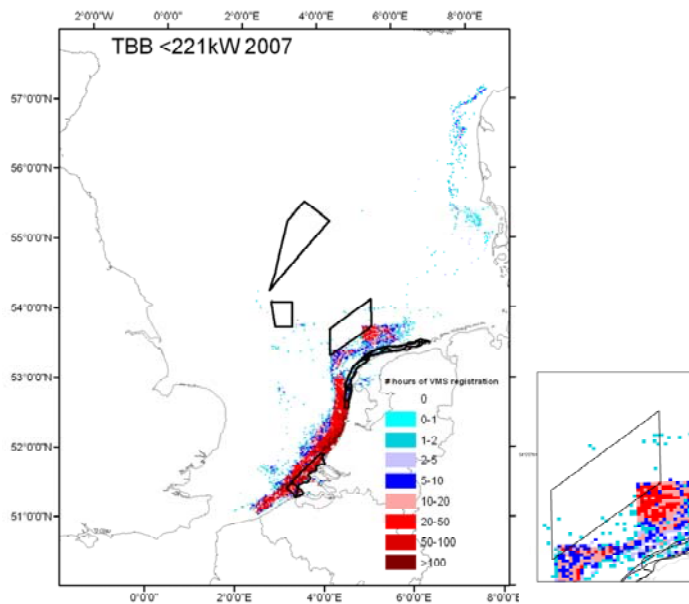 2°0'0"W 0°0'0" 2°0'0"E 4°0'0"E 6°0'0"E 8°0'0"E
TBB <221kW 2007
57°0'0"N
56°0'0"N
55°0'0"N
54°0'0"N
53°0'0"N
52°0'0"N
51°0'0"N
# hours of VMS registration
0
0-1
1-2
2-5
5-10
10-20
20-50
50-100
>100
0°0'0" 2°0'0"E 4°0'0"E 6°0'0"E 8°0'0"E